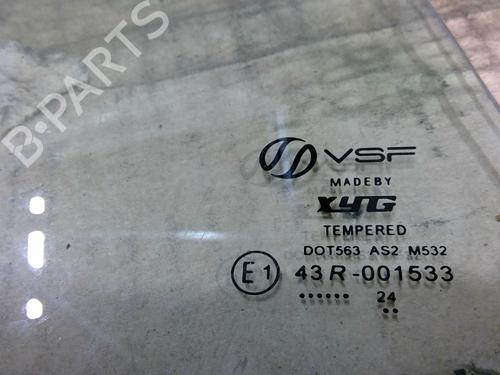 B-PARTS
VSF
MADE BY
XYG
TEMPERED
DOT563 AS2 M532
E1 43R-001533
...... 24
..